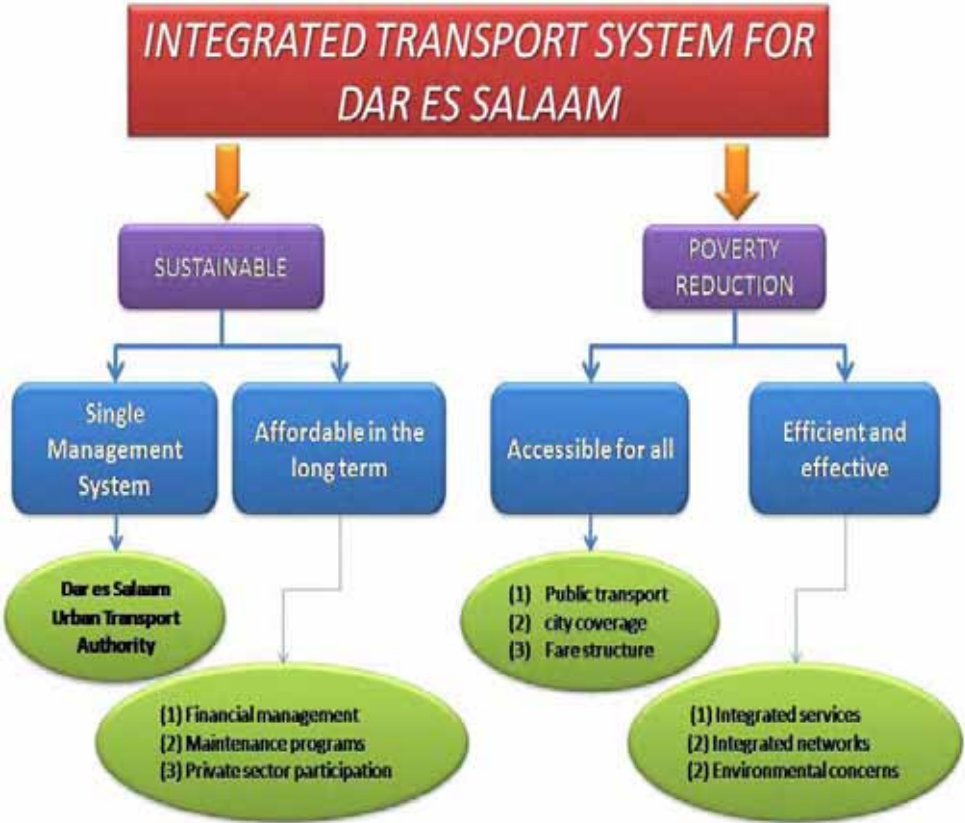 INTEGRATED TRANSPORT SYSTEM FOR
DAR ES SALAAM
SUSTAINABLE
POVERTY
REDUCTION
Single
Management
System
Affordable in the
long term
Accessible for all
Efficient and
effective
Dar es Salaam
Urban Transport
Authority
(1) Public transport
(2) city coverage
(3) Fare structure
(1) Financial management
(2) Maintenance programs
(3) Private sector participation
(1) Integrated services
(2) Integrated networks
(2) Environmental concerns